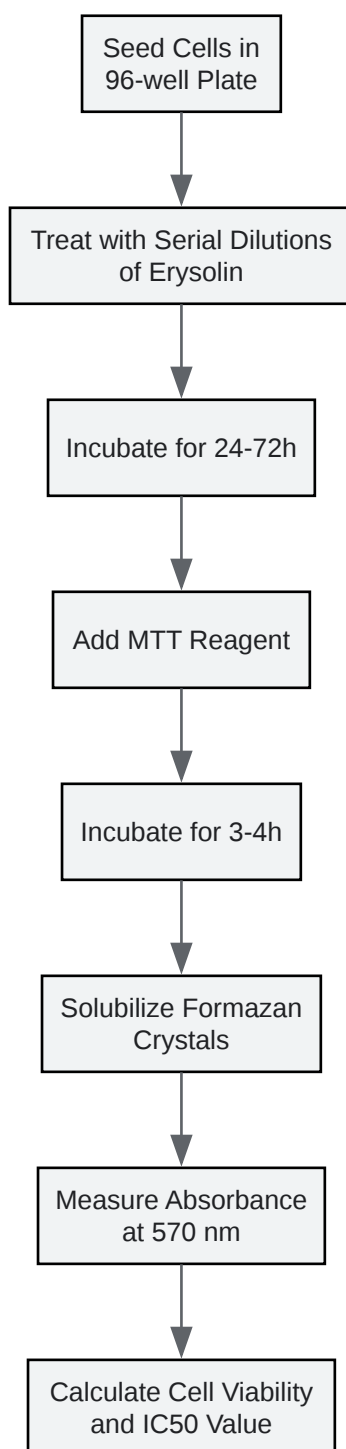 Seed Cells in
96-well Plate
Treat with Serial Dilutions
of Erysolin
Incubate for 24-72h
Add MTT Reagent
Incubate for 3-4h
Solubilize Formazan
Crystals
Measure Absorbance
at 570 nm
Calculate Cell Viability
and IC50 Value